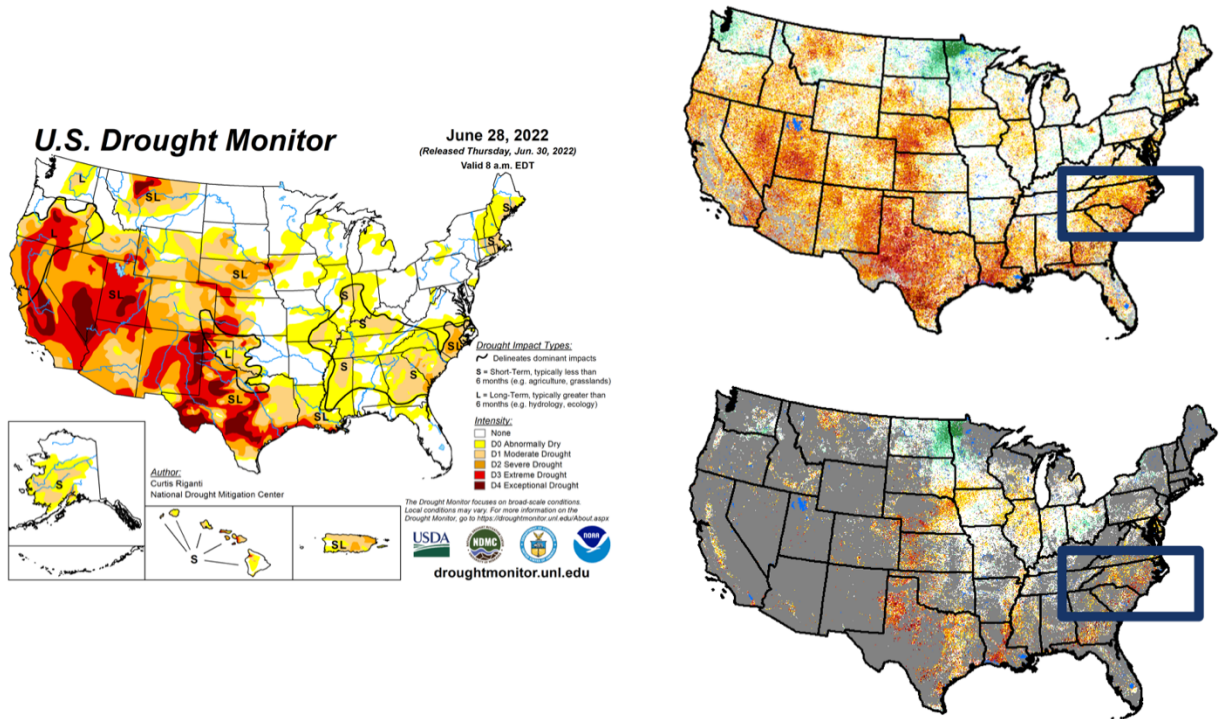 U.S. Drought Monitor
June 28, 2022
(Released Thursday, Jun. 30, 2022)
Valid 8 a.m. EDT
L
SL
S
L
S
SL
SL
S
S
SL
L
S
S
SL
SL
Drought Impact Types:
Delineates dominant impacts
S = Short-Term, typically less than
6 months (e.g. agriculture, grasslands)
L = Long-Term, typically greater than
6 months (e.g. hydrology, ecology)
Intensity:
None
D0 Abnormally Dry
D1 Moderate Drought
D2 Severe Drought
D3 Extreme Drought
D4 Exceptional Drought
S
Author:
Curtis Riganti
National Drought Mitigation Center
The Drought Monitor focuses on broad-scale conditions.
Local conditions may vary. For more information on the
Drought Monitor, go to https://droughtmonitor.unl.edu/About.aspx
S
SL
USDA
NDMC
NOAA
droughtmonitor.unl.edu